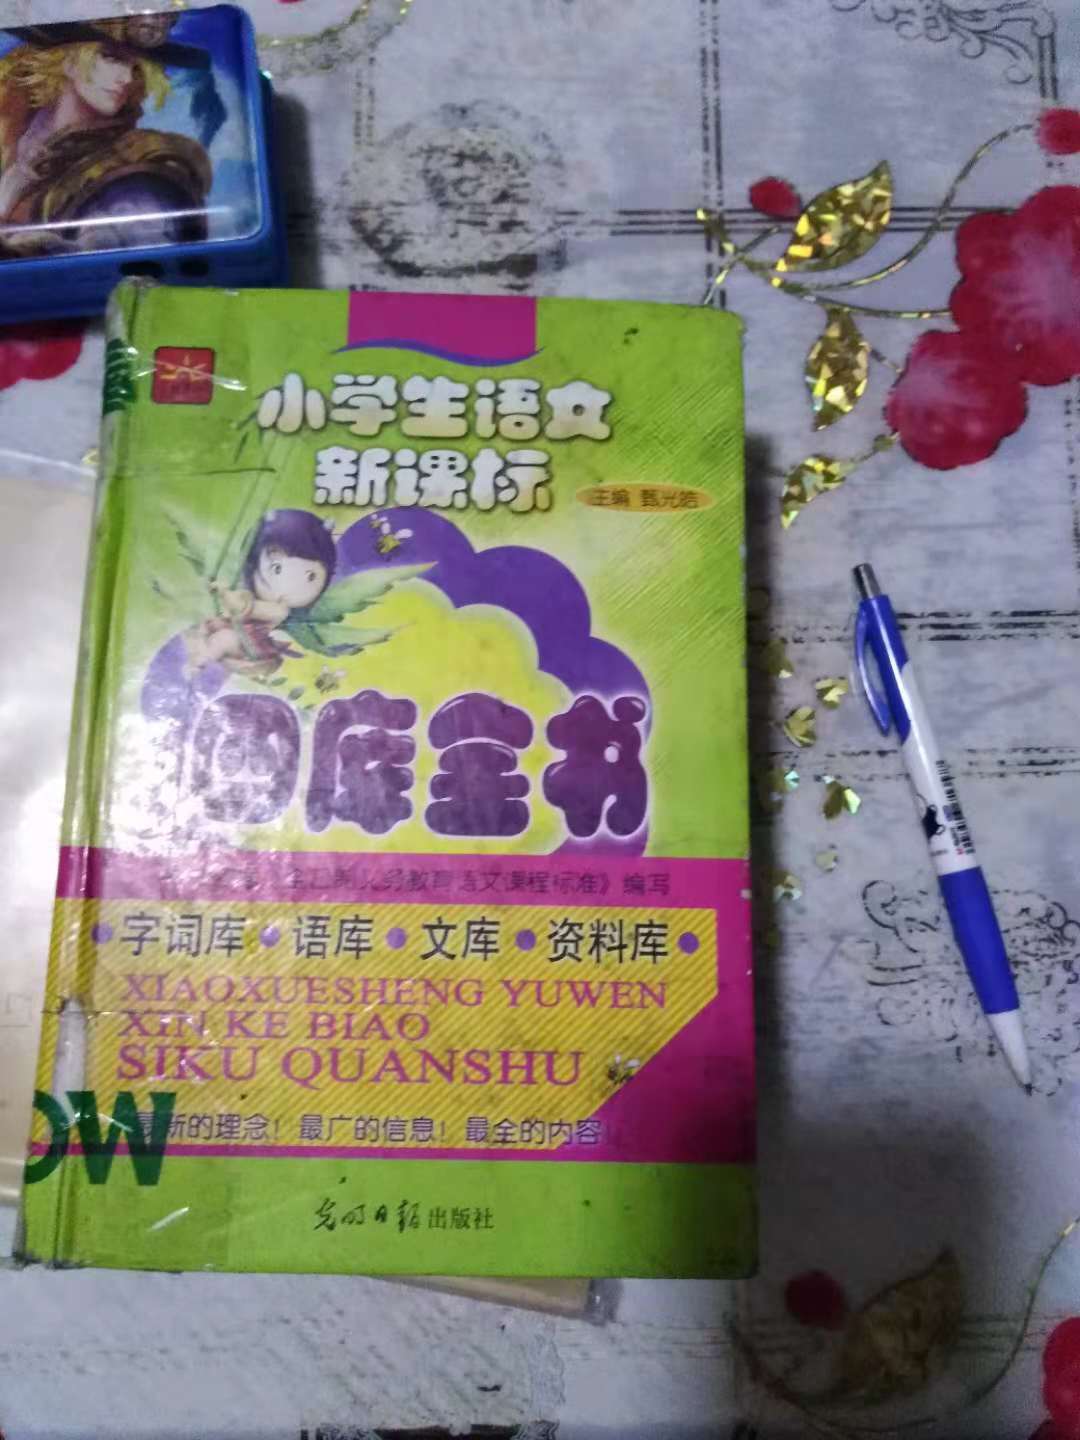 小学生语文
新课标
主编 甄光皓
四库全书
义务教育语文课程标准》编写
字词库·语库·文库·资料库
XIAOXUESHENG YUWEN
XIN KE BIAO
SIKU QUANSHU
最新的理念！最广的信息！最全的内容！
OW
光明日报出版社